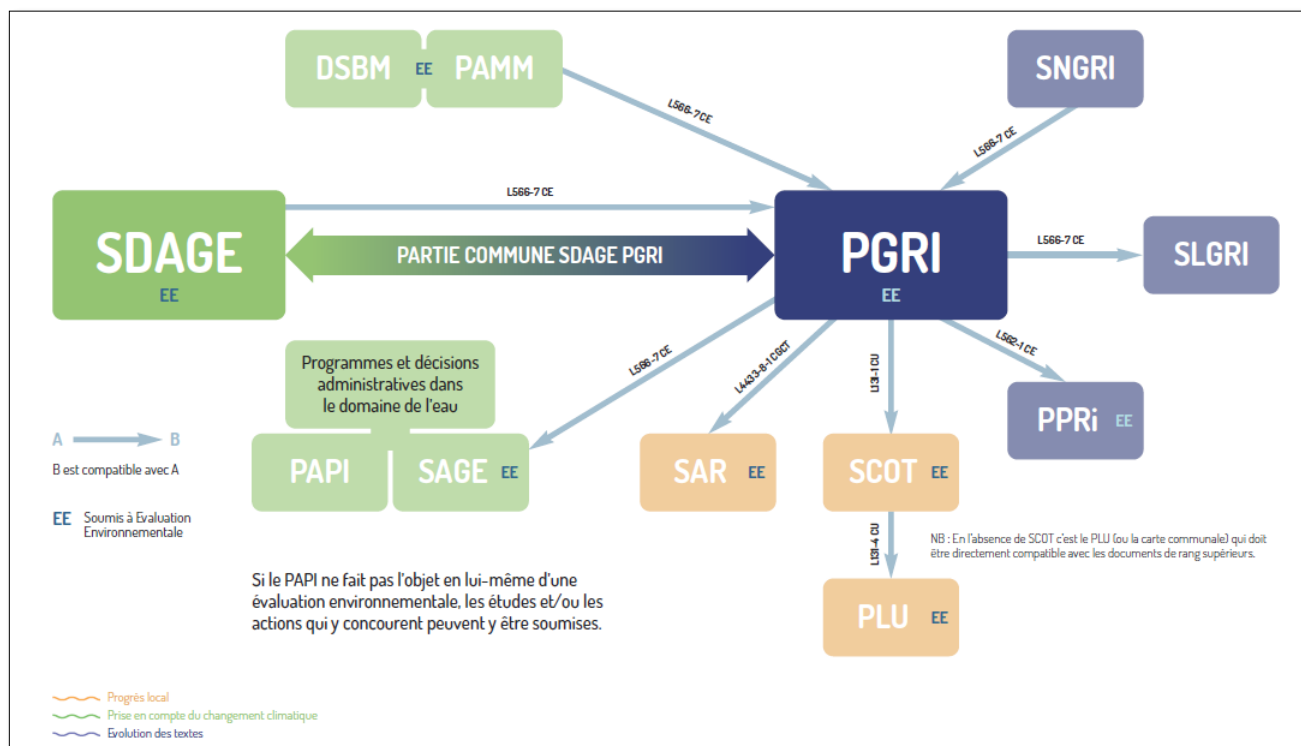 DSBM EE PAMM
SNGRI
L566-7 CE
L566-7 CE
L566-7 CE
SDAGE
EE
PARTIE COMMUNE SDAGE PGRI
PGRI
EE
L566-7 CE
SLGRI
L566-7 CE
L4433-8-1 CGCT
L131-1 CU
L562-1 CE
Programmes et décisions
administratives dans
le domaine de l'eau
PPRi EE
A B
B est compatible avec A
PAPI
SAGE EE
SAR EE
SCOT EE
EE Soumis à Evaluation
Environnementale
L131-4 CU
NB : En l'absence de SCOT c'est le PLU (ou la carte communale) qui doit
être directement compatible avec les documents de rang supérieurs.
Si le PAPI ne fait pas l'objet en lui-même d'une
évaluation environnementale, les études et/ou les
actions qui y concourent peuvent y être soumises.
PLU EE
Progrès local
Prise en compte du changement climatique
Evolution des textes